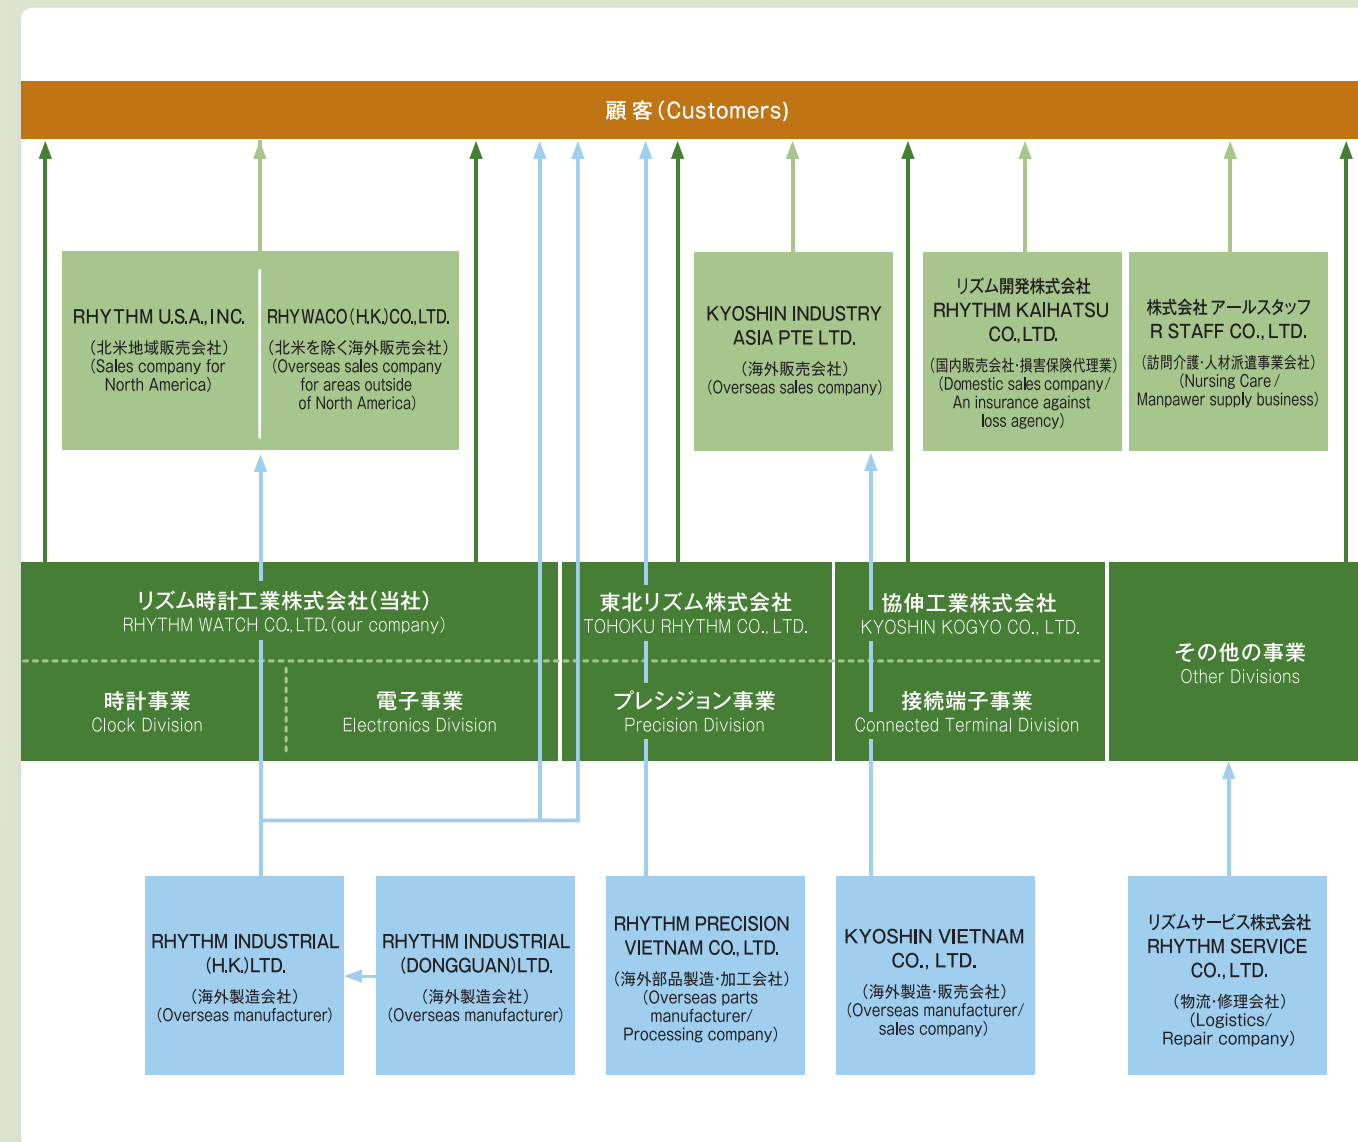 顧客(Customers)
RHYTHM U.S.A.,INC.
(北米地域販売会社)
(Sales company for
North America)
RHYWACO(H.K.)CO.,LTD.
(北米を除く海外販売会社)
(Overseas sales company
for areas outside
of North America)
KYOSHIN INDUSTRY
ASIA PTE LTD.
(海外販売会社)
(Overseas sales company)
リズム開発株式会社
RHYTHM KAIHATSU
CO.,LTD.
(国内販売会社・損害保険代理業)
(Domestic sales company/
An insurance against
loss agency)
株式会社 アールスタッフ
R STAFF CO., LTD.
(訪問介護・人材派遣事業会社)
(Nursing Care/
Manpawer supply business)
リズム時計工業株式会社(当社)
RHYTHM WATCH CO., LTD. (our company)
時計事業
Clock Division
電子事業
Electronics Division
東北リズム株式会社
TOHOKU RHYTHM CO., LTD.
プレシジョン事業
Precision Division
協伸工業株式会社
KYOSHIN KOGYO CO., LTD.
接続端子事業
Connected Terminal Division
その他の事業
Other Divisions
RHYTHM INDUSTRIAL
(H.K.)LTD.
(海外製造会社)
(Overseas manufacturer)
RHYTHM INDUSTRIAL
(DONGGUAN)LTD.
(海外製造会社)
(Overseas manufacturer)
RHYTHM PRECISION
VIETNAM CO., LTD.
(海外部品製造・加工会社)
(Overseas parts
manufacturer/
Processing company)
KYOSHIN VIETNAM
CO., LTD.
(海外製造・販売会社)
(Overseas manufacturer/
sales company)
リズムサービス株式会社
RHYTHM SERVICE
CO., LTD.
(物流・修理会社)
(Logistics/
Repair company)